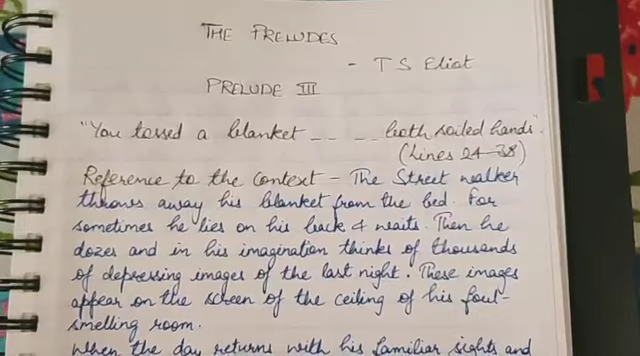 THE PRELUDES
- T S Eliot
PRELUDE III
"You tossed a blanket _ _ _ _ both soiled hands".
(Lines 24-38)
Reference to the Context - The Street walker
throws away his blanket from the bed. For
sometimes he lies on his back & waits. Then he
dozes and in his imagination thinks of thousands
of depressing images of the last night. These images
appear on the screen of the ceiling of his foul-
smelling room.
When the day returns with his familiar sights and